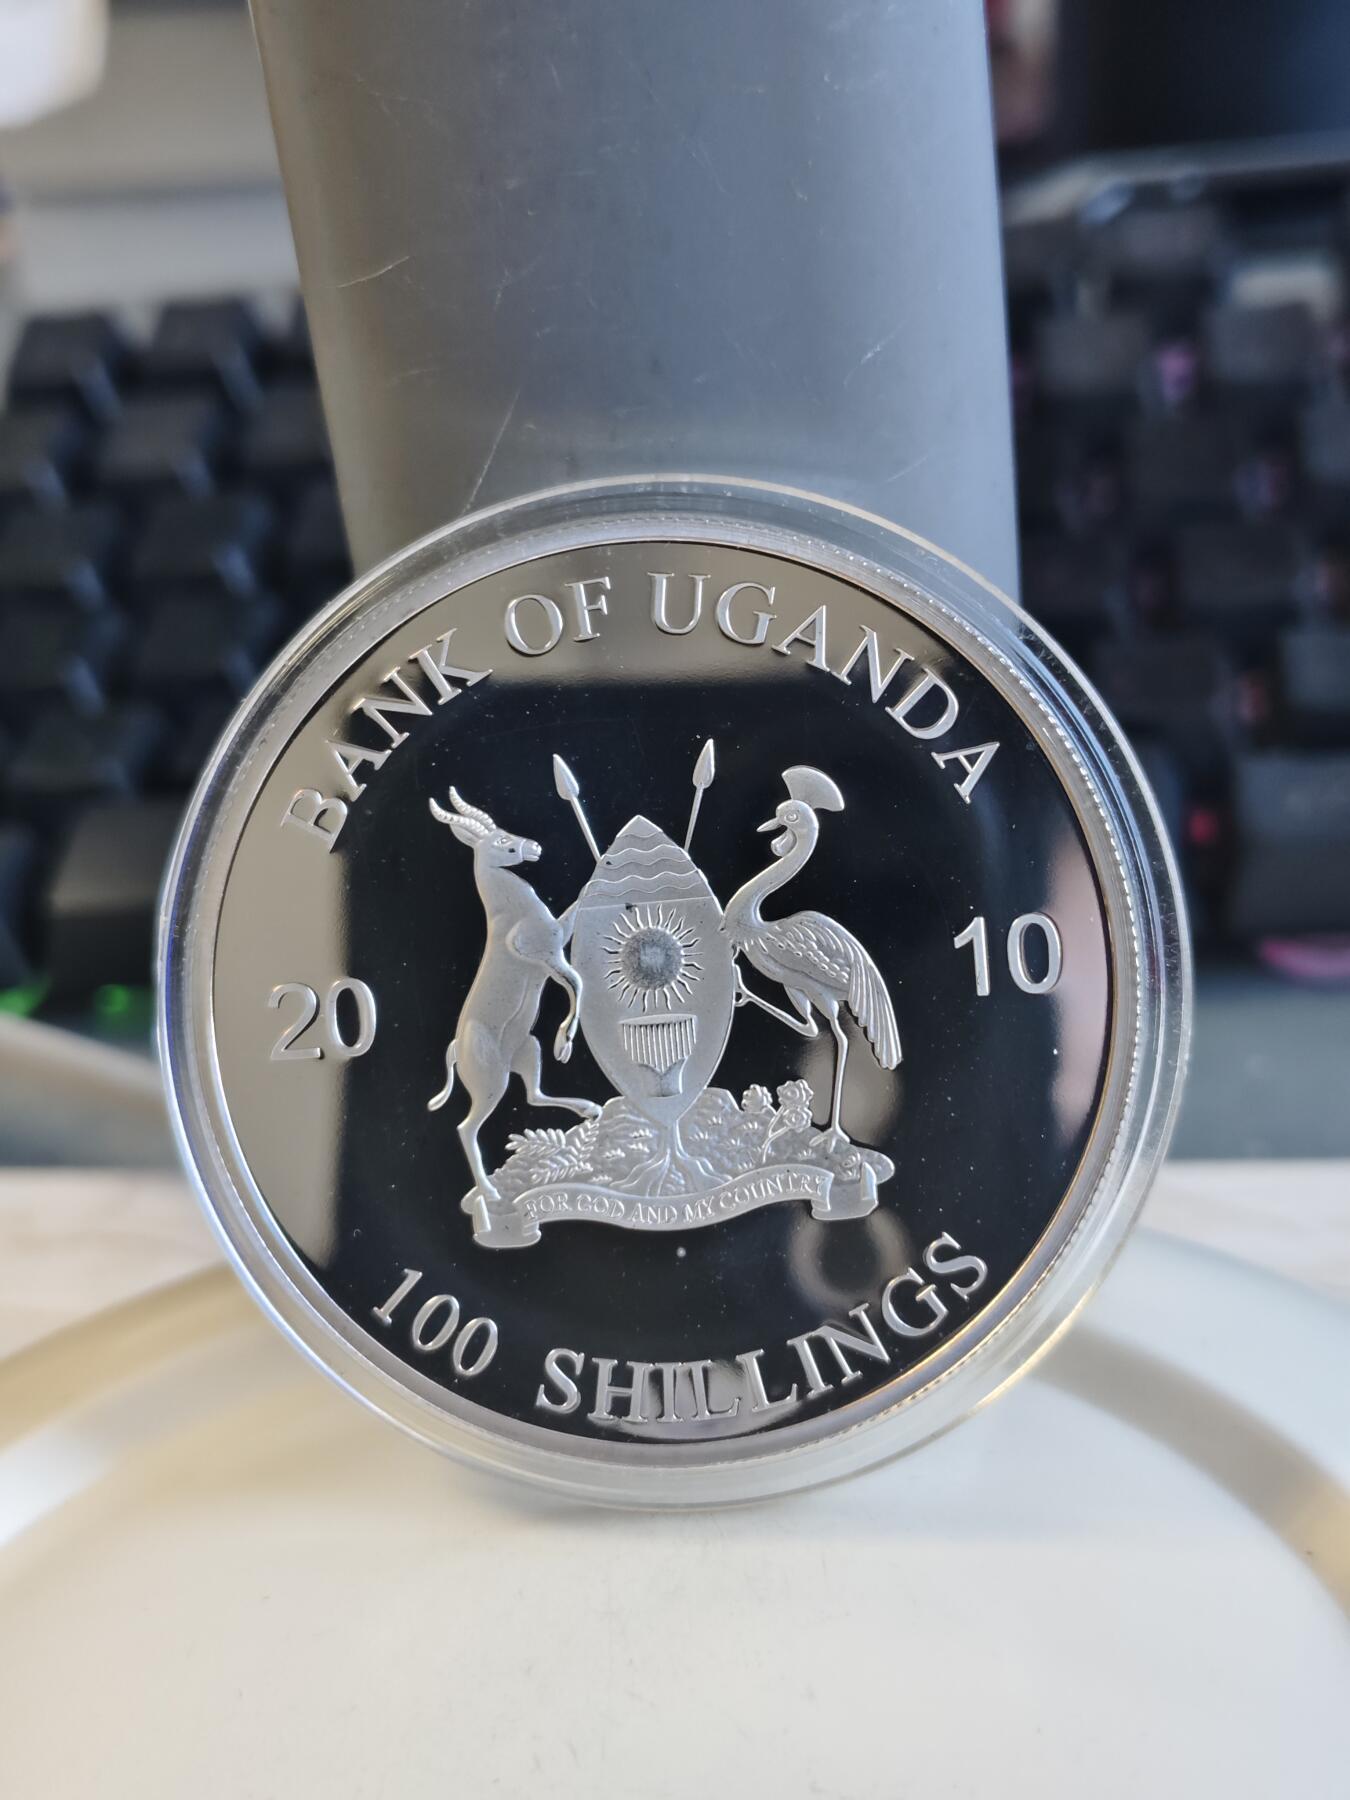 BANK OF UGANDA
20 10
FOR GOD AND MY COUNTRY
100 SHILLINGS